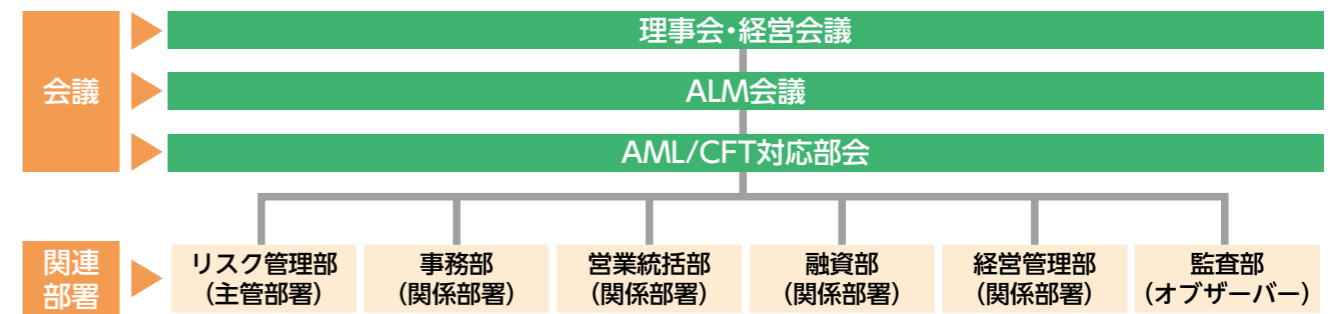 会議
理事会・経営会議
ALM会議
AML/CFT対応部会
関連
部署
リスク管理部
（主管部署）
事務部
（関係部署）
営業統括部
（関係部署）
融資部
（関係部署）
経営管理部
（関係部署）
監査部
（オブザーバー）